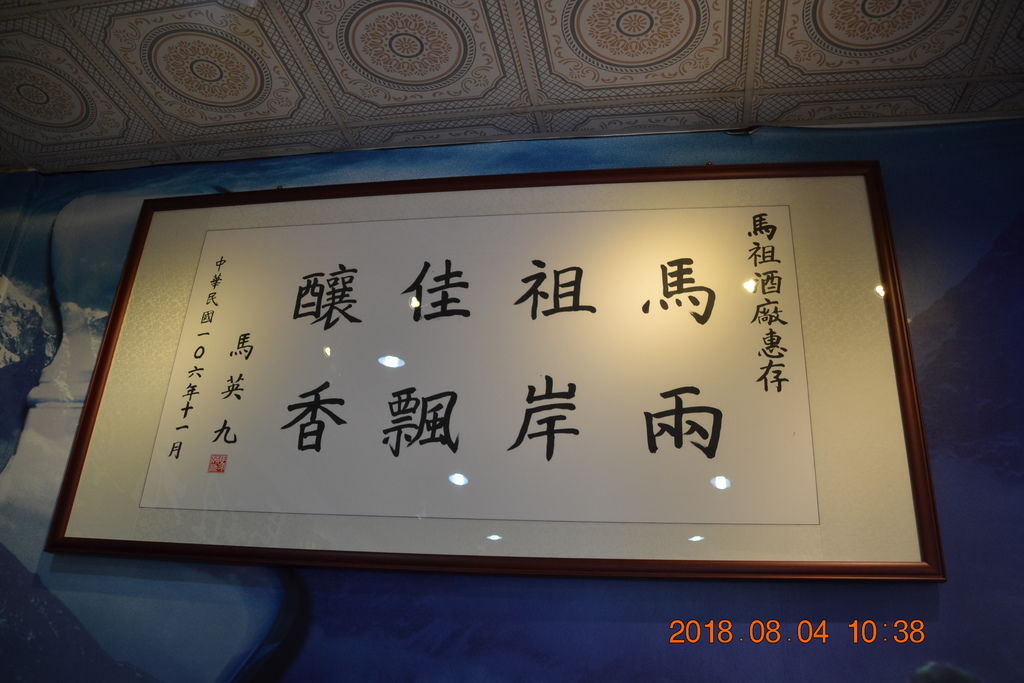 馬祖酒廠惠存
馬兩
祖岸
佳飄
釀香
馬英九
中華民國一0六年十一月
2018.08.04 10:38